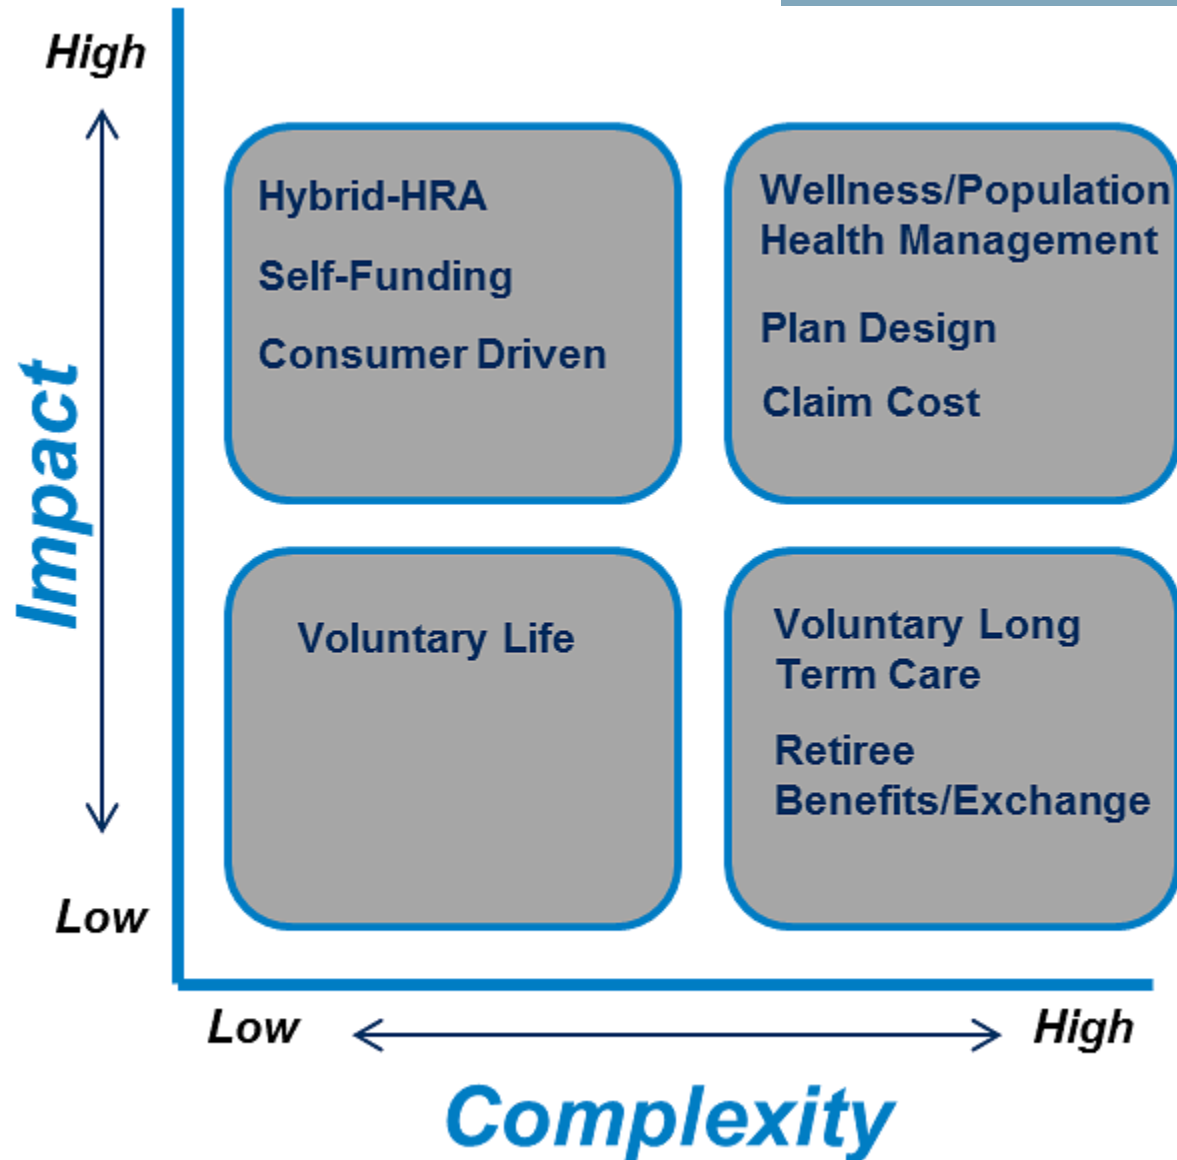 High
Hybrid-HRA
Self-Funding
Consumer Driven
Wellness/Population
Health Management
Plan Design
Claim Cost
Impact
Voluntary Life
Voluntary Long
Term Care
Retiree
Benefits/Exchange
Low
Low
High
Complexity